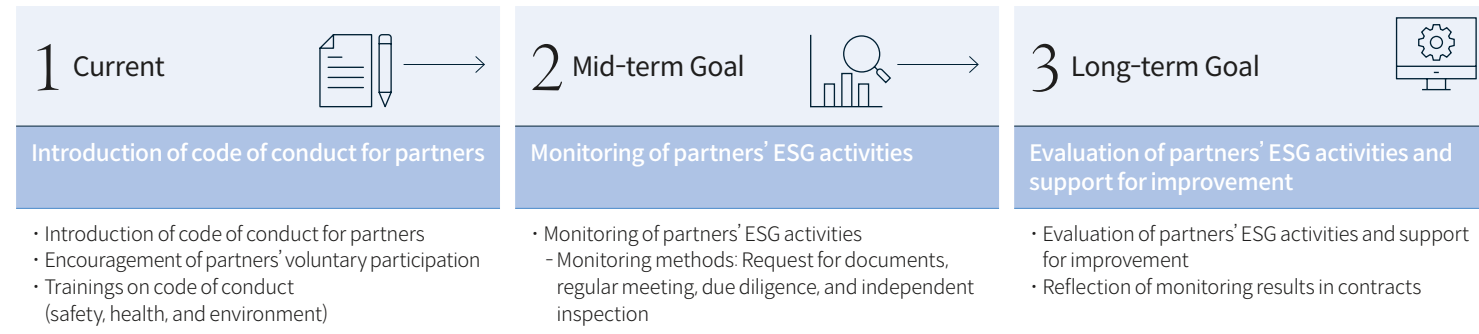 1 Current
Introduction of code of conduct for partners
・Introduction of code of conduct for partners
・Encouragement of partners’ voluntary participation
・Trainings on code of conduct
(safety, health, and environment)
2 Mid-term Goal
Monitoring of partners’ ESG activities
・Monitoring of partners’ ESG activities
- Monitoring methods: Request for documents,
regular meeting, due diligence, and independent
inspection
3 Long-term Goal
Evaluation of partners’ ESG activities and
support for improvement
・Evaluation of partners’ ESG activities and support
for improvement
・Reflection of monitoring results in contracts